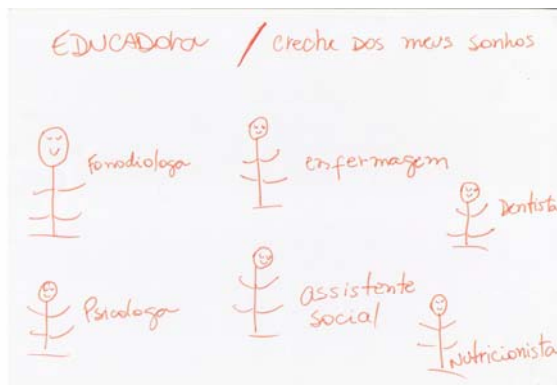 EDUCADORA / creche dos meus sonhos
Fonodiologa
enfermagem
Dentista
Psicologa
assistente
social
Nutricionista